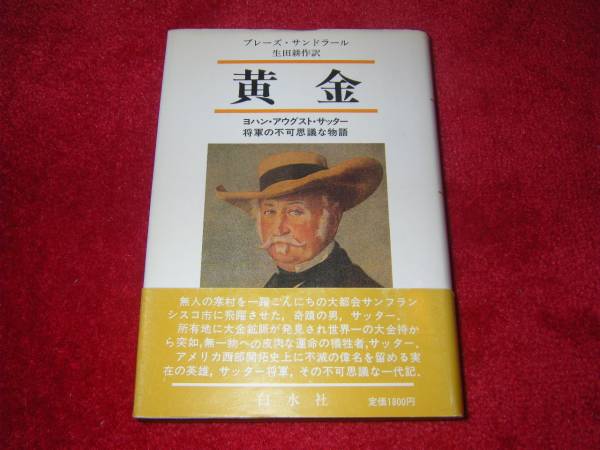 ブレーズ・サンドラール
生田耕作訳
黄金
ヨハン・アウグスト・サッター
将軍の不可思議な物語
無人の寒村を一躍こんにちの大都会サンフラン
シスコ市に飛躍させた，奇蹟の男，サッター．
所有地に大金鉱脈が発見され世界一の大金持か
ら突如，無一物への皮肉な運命の犠牲者，サッター．
アメリカ西部開拓史上に不滅の偉名を留める実
在の英雄，サッター将軍，その不可思議な一代記．
白水社
定価1800円